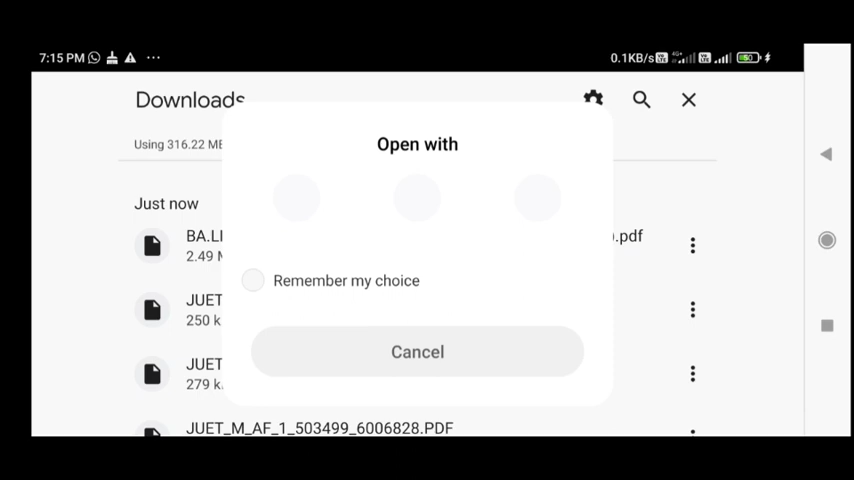 7:15 PM
0.1KB/s
50
Downloads
Using 316.22 MB
Open with
Just now
BA.LI
.pdf
2.49 M
Remember my choice
JUET
250 k
Cancel
JUET
279 k
JUET_M_AF_1_503499_6006828.PDF